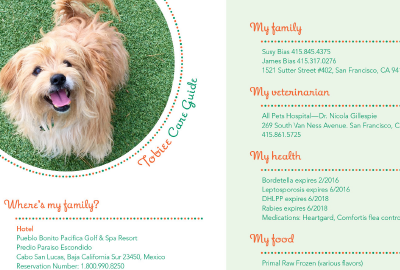 Tobiee Care Guide
Where's my family?
Hotel
Pueblo Bonito Pacifica Golf & Spa Resort
Predio Paraiso Escondido
Cabo San Lucas, Baja California Sur 23450, Mexico
Reservation Number: 1.800.990.8250
My family
Susy Bias 415.845.4375
James Bias 415.317.0276
1521 Sutter Street #402, San Francisco, CA 94
My veterinarian
All Pets Hospital—Dr. Nicola Gillespie
269 South Van Ness Avenue. San Francisco, C
415.861.5725
My health
Bordetella expires 2/2016
Leptosporosis expires 6/2016
DHLPP expires 6/2018
Rabies expires 6/2018
Medications: Heartgard, Comfortis flea contro
My food
Primal Raw Frozen (various flavors)